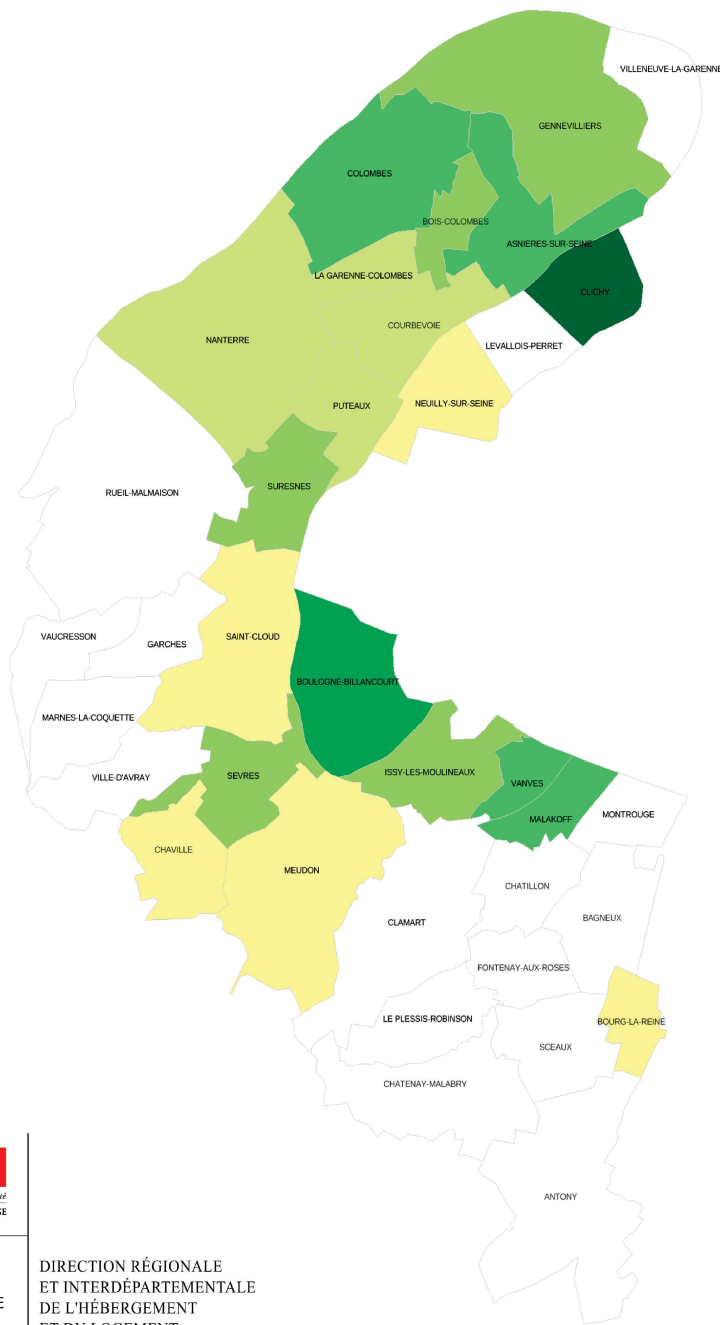 VILLENEUVE-LA-GARENNE
GENNEVILLIERS
COLOMBES
BOIS-COLOMBES
ASNIERES-SUR-SEINE
LA GARENNE-COLOMBES
CLICHY
COURBEVOIE
NANTERRE
LEVALLOIS-PERRET
PUTEAUX
NEUILLY-SUR-SEINE
SURESNES
RUEIL-MALMAISON
VAUCRESSON
GARCHES
SAINT-CLOUD
BOULOGNE-BILLANCOURT
MARNES-LA-COQUETTE
VILLE-D'AVRAY
SEVRES
ISSY-LES-MOULINEAUX
VANVES
MALAKOFF
MONTROUGE
CHAVILLE
MEUDON
CHATILLON
CLAMART
BAGNEUX
FONTENAY-AUX-ROSES
LE PLESSIS-ROBINSON
BOURG-LA-REINE
SCEAUX
CHATENAY-MALABRY
ANTONY
DIRECTION RÉGIONALE
ET INTERDÉPARTEMENTALE
DE L'HÉBERGEMENT
ET DU LOGEMENT